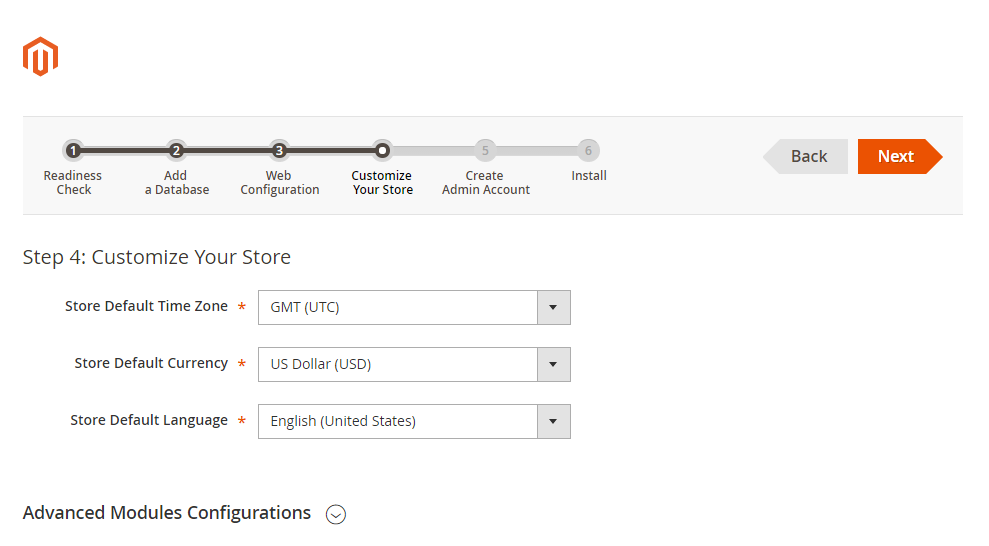 1 2 3 5 6
Readiness Check
Add a Database
Web Configuration
Customize Your Store
Create Admin Account
Install
Back
Next
Step 4: Customize Your Store
Store Default Time Zone * GMT (UTC)
Store Default Currency * US Dollar (USD)
Store Default Language * English (United States)
Advanced Modules Configurations